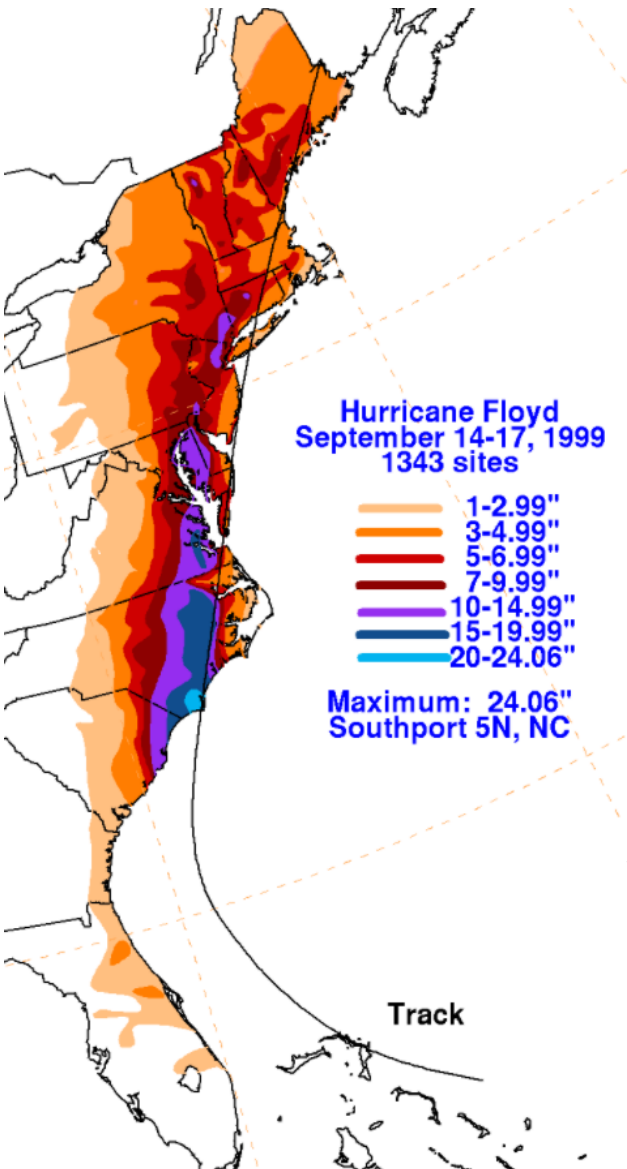 Hurricane Floyd
September 14-17, 1999
1343 sites
1-2.99"
3-4.99"
5-6.99"
7-9.99"
10-14.99"
15-19.99"
20-24.06"
Maximum: 24.06"
Southport 5N, NC
Track